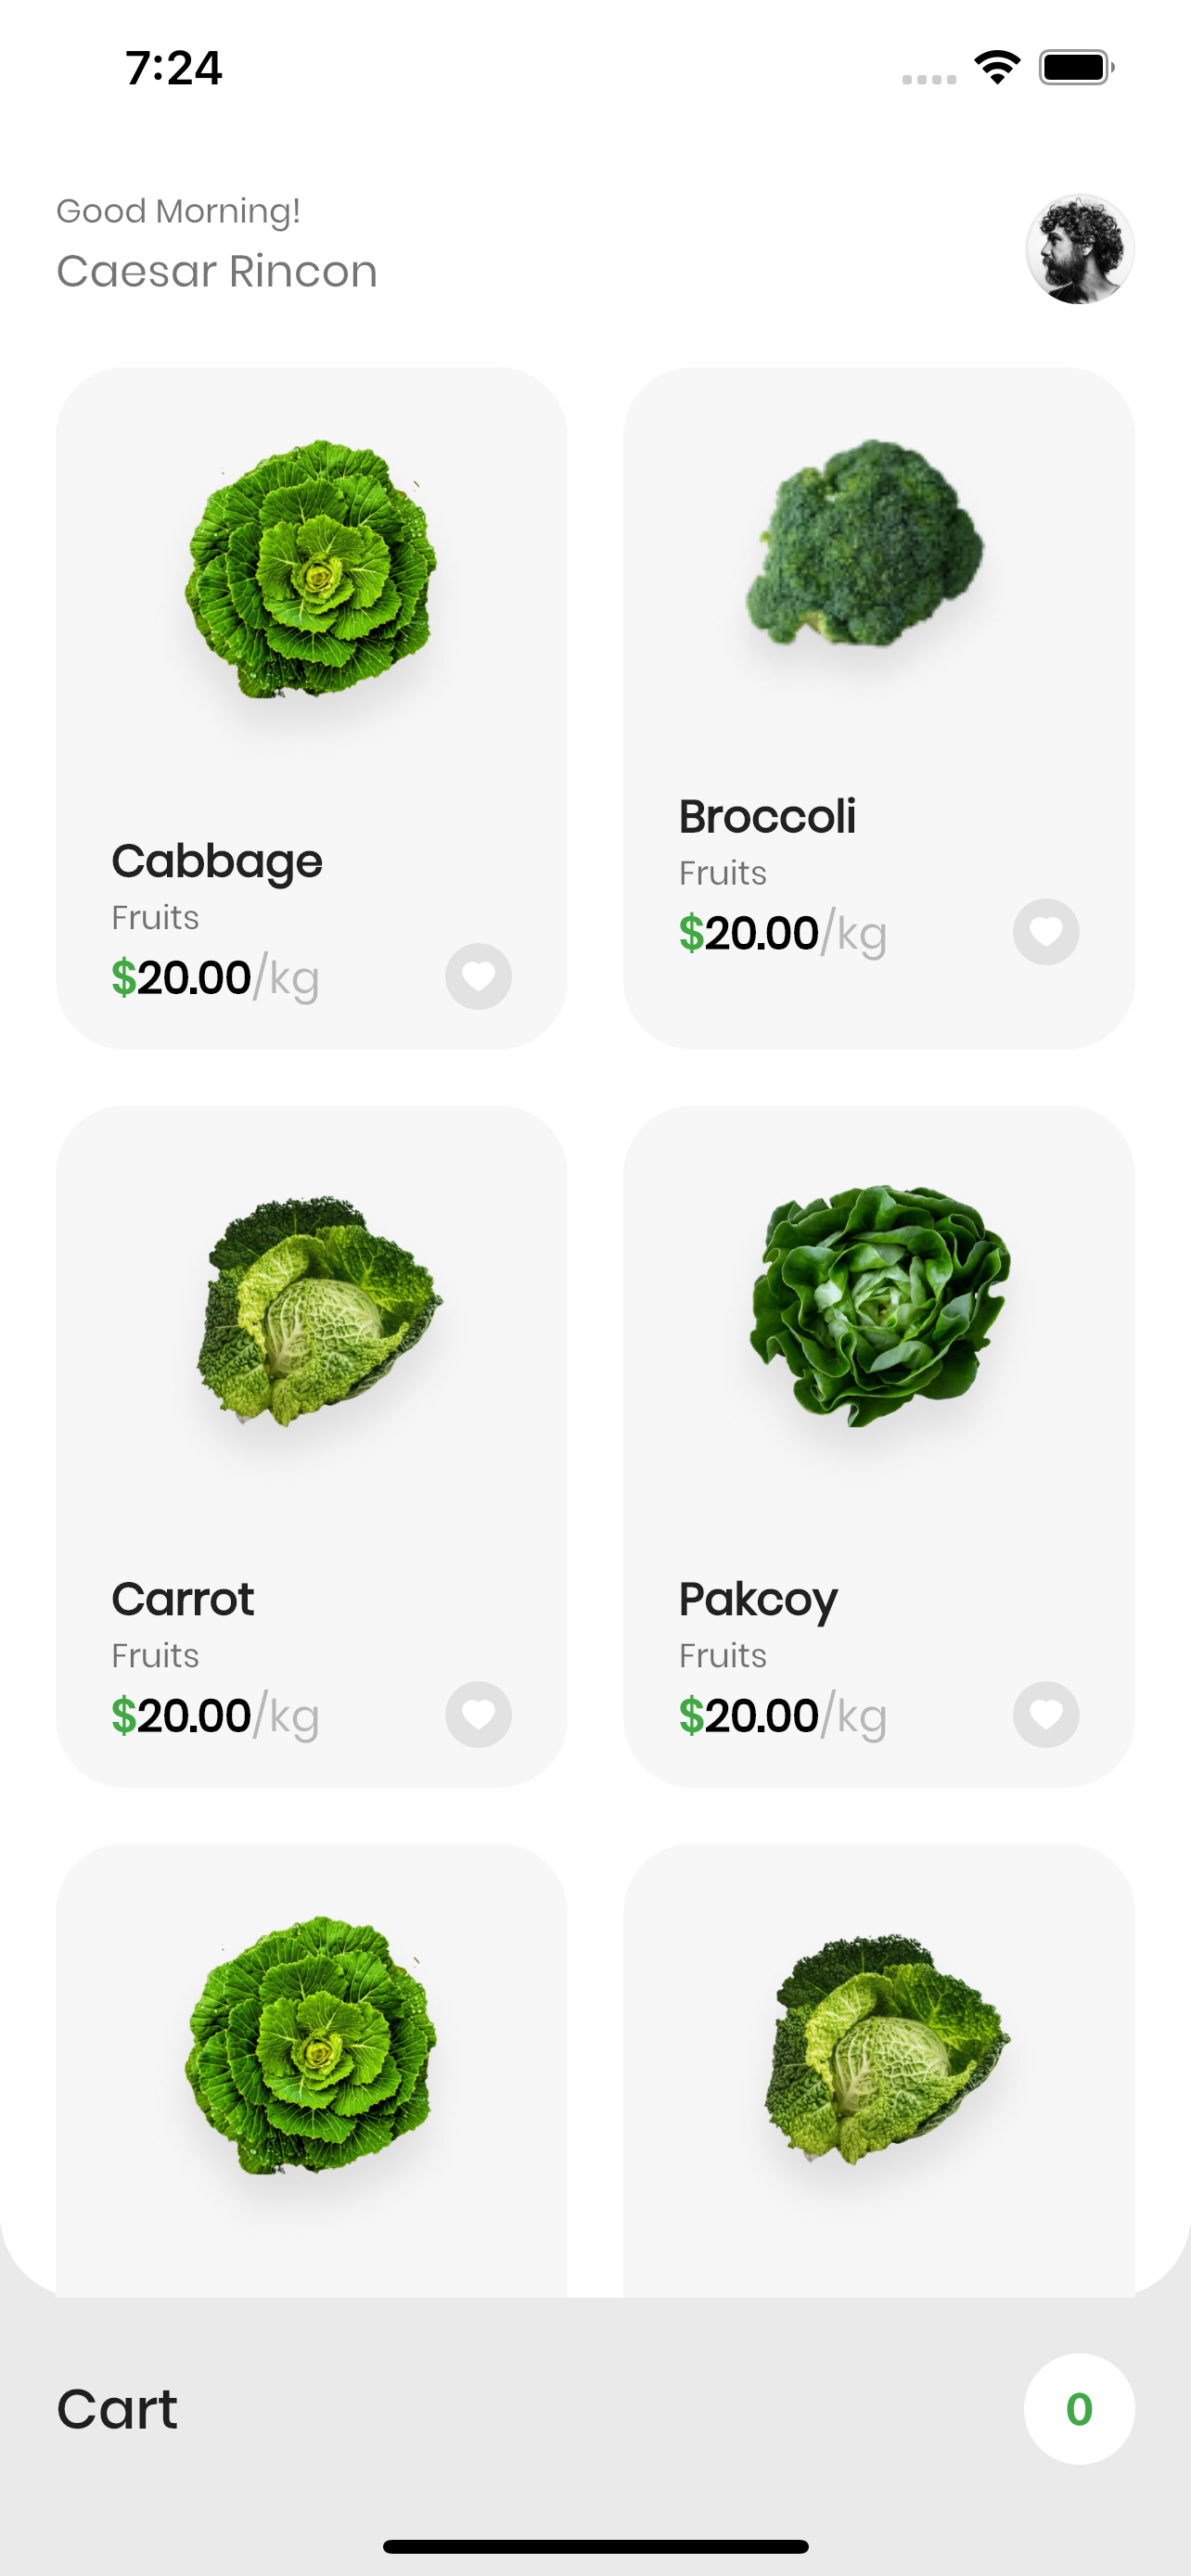 7:24
Good Morning!
Caesar Rincon
Cabbage
Fruits
$20.00/kg
Broccoli
Fruits
$20.00/kg
Carrot
Fruits
$20.00/kg
Pakcoy
Fruits
$20.00/kg
Cart
0